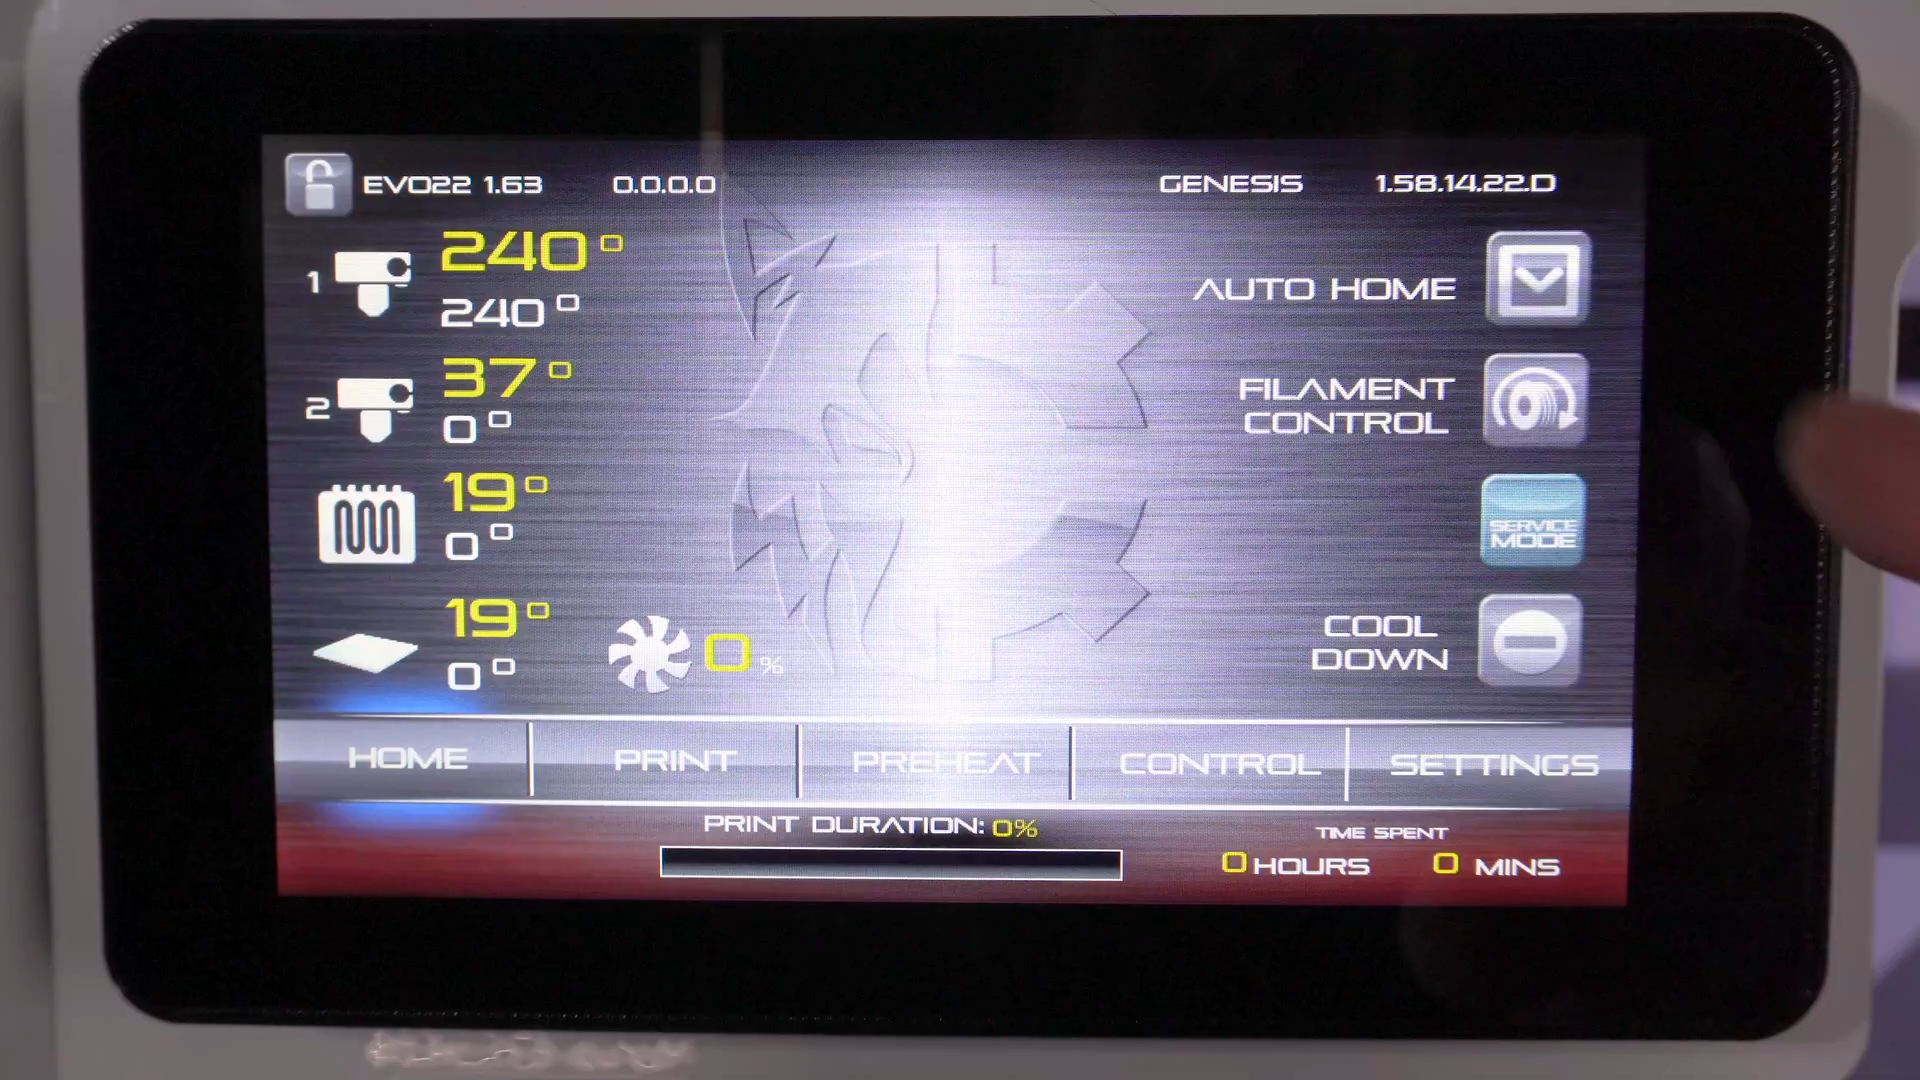 EVO22 1.63 0.0.0.0 GENESIS 1.58.14.22.D
1 240°
240°
2 37°
0°
19°
0°
19°
0°
0 %
AUTO HOME
FILAMENT
CONTROL
SERVICE
MODE
COOL
DOWN
HOME PRINT PREHEAT CONTROL SETTINGS
PRINT DURATION: 0%
TIME SPENT
0 HOURS 0 MINS